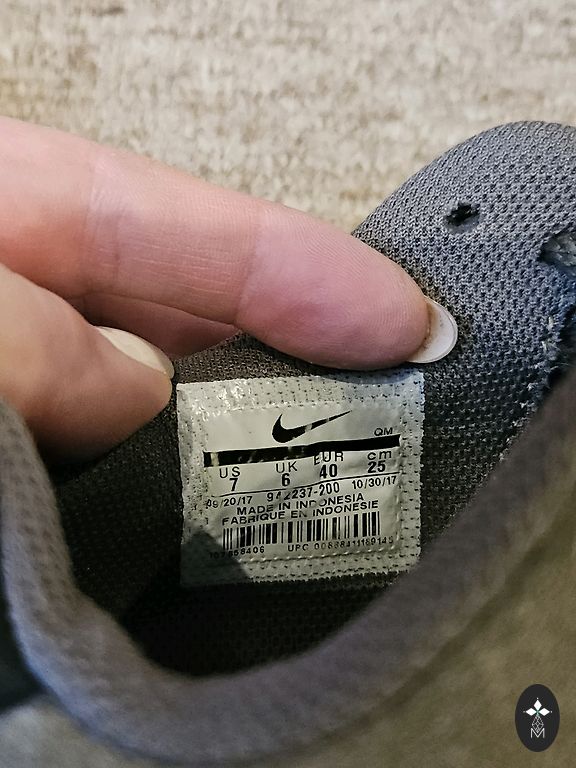 QM
US UK EUR cm
7 6 40 25
09/20/17 942237-200 10/30/17
MADE IN INDONESIA
FABRIQUE EN INDONESIE
UPC
M